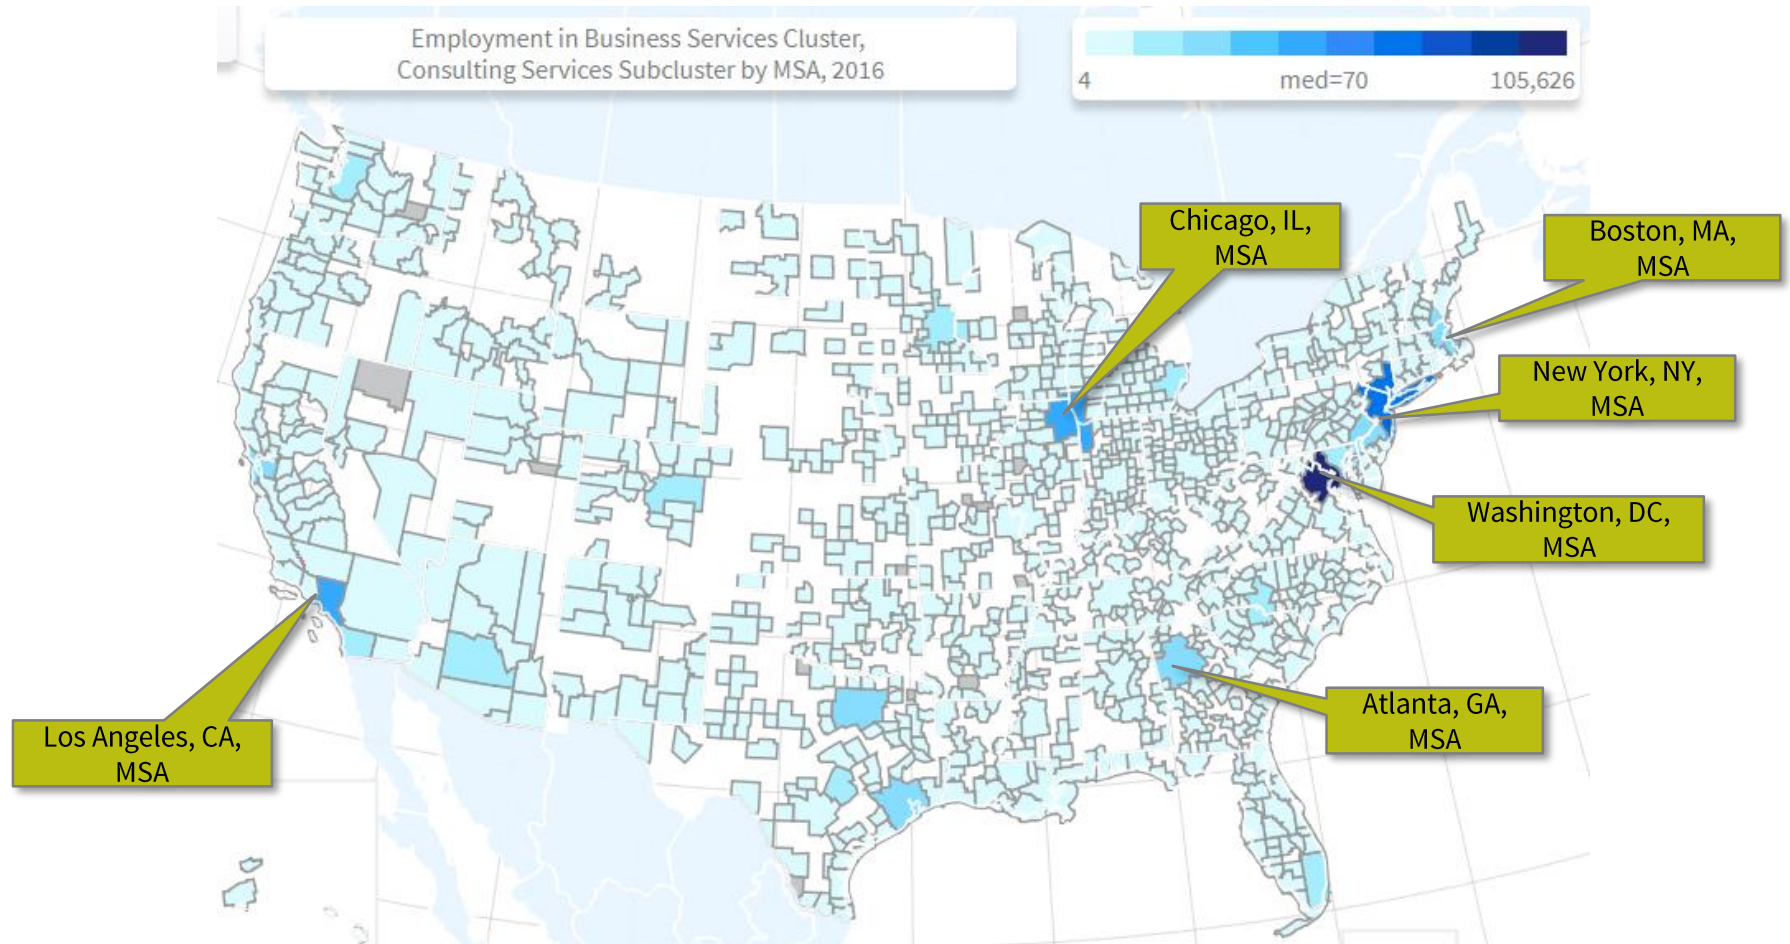 Employment in Business Services Cluster,
Consulting Services Subcluster by MSA, 2016
4
med=70
105,626
Chicago, IL,
MSA
Boston, MA,
MSA
New York, NY,
MSA
Washington, DC,
MSA
Atlanta, GA,
MSA
Los Angeles, CA,
MSA